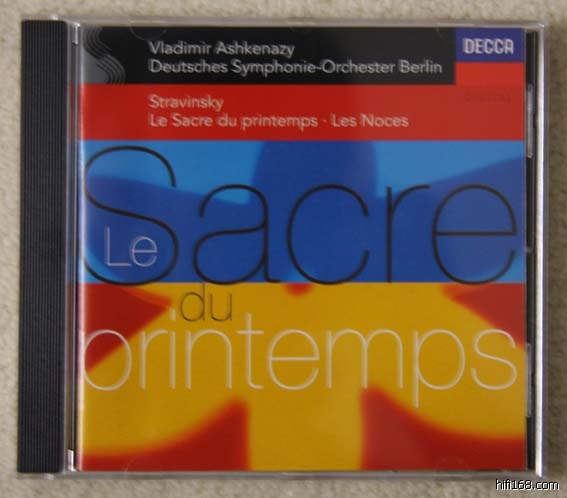 Vladimir Ashkenazy
Deutsches Symphonie-Orchester Berlin
DECCA
Stravinsky
Le Sacre du printemps · Les Noces
Le Sacre
du
printemps
hifi168.com